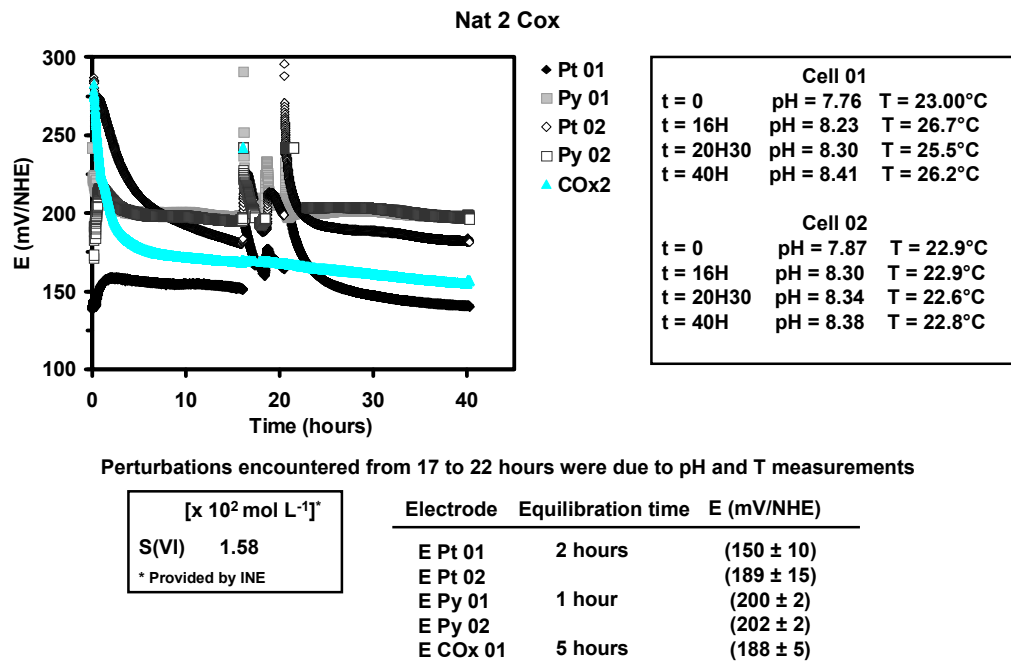 Nat 2 Cox
300
250
200
150
100
E (mV/NHE)
0 10 20 30 40
Time (hours)
Pt 01
Py 01
Pt 02
Py 02
COx2
Cell 01
t = 0 pH = 7.76 T = 23.00°C
t = 16H pH = 8.23 T = 26.7°C
t = 20H30 pH = 8.30 T = 25.5°C
t = 40H pH = 8.41 T = 26.2°C
Cell 02
t = 0 pH = 7.87 T = 22.9°C
t = 16H pH = 8.30 T = 22.9°C
t = 20H30 pH = 8.34 T = 22.6°C
t = 40H pH = 8.38 T = 22.8°C
Perturbations encountered from 17 to 22 hours were due to pH and T measurements
[x 10² mol L⁻¹]*
S(VI) 1.58
* Provided by INE
Electrode Equilibration time E (mV/NHE)
E Pt 01 2 hours (150 ± 10)
E Pt 02 (189 ± 15)
E Py 01 1 hour (200 ± 2)
E Py 02 (202 ± 2)
E COx 01 5 hours (188 ± 5)